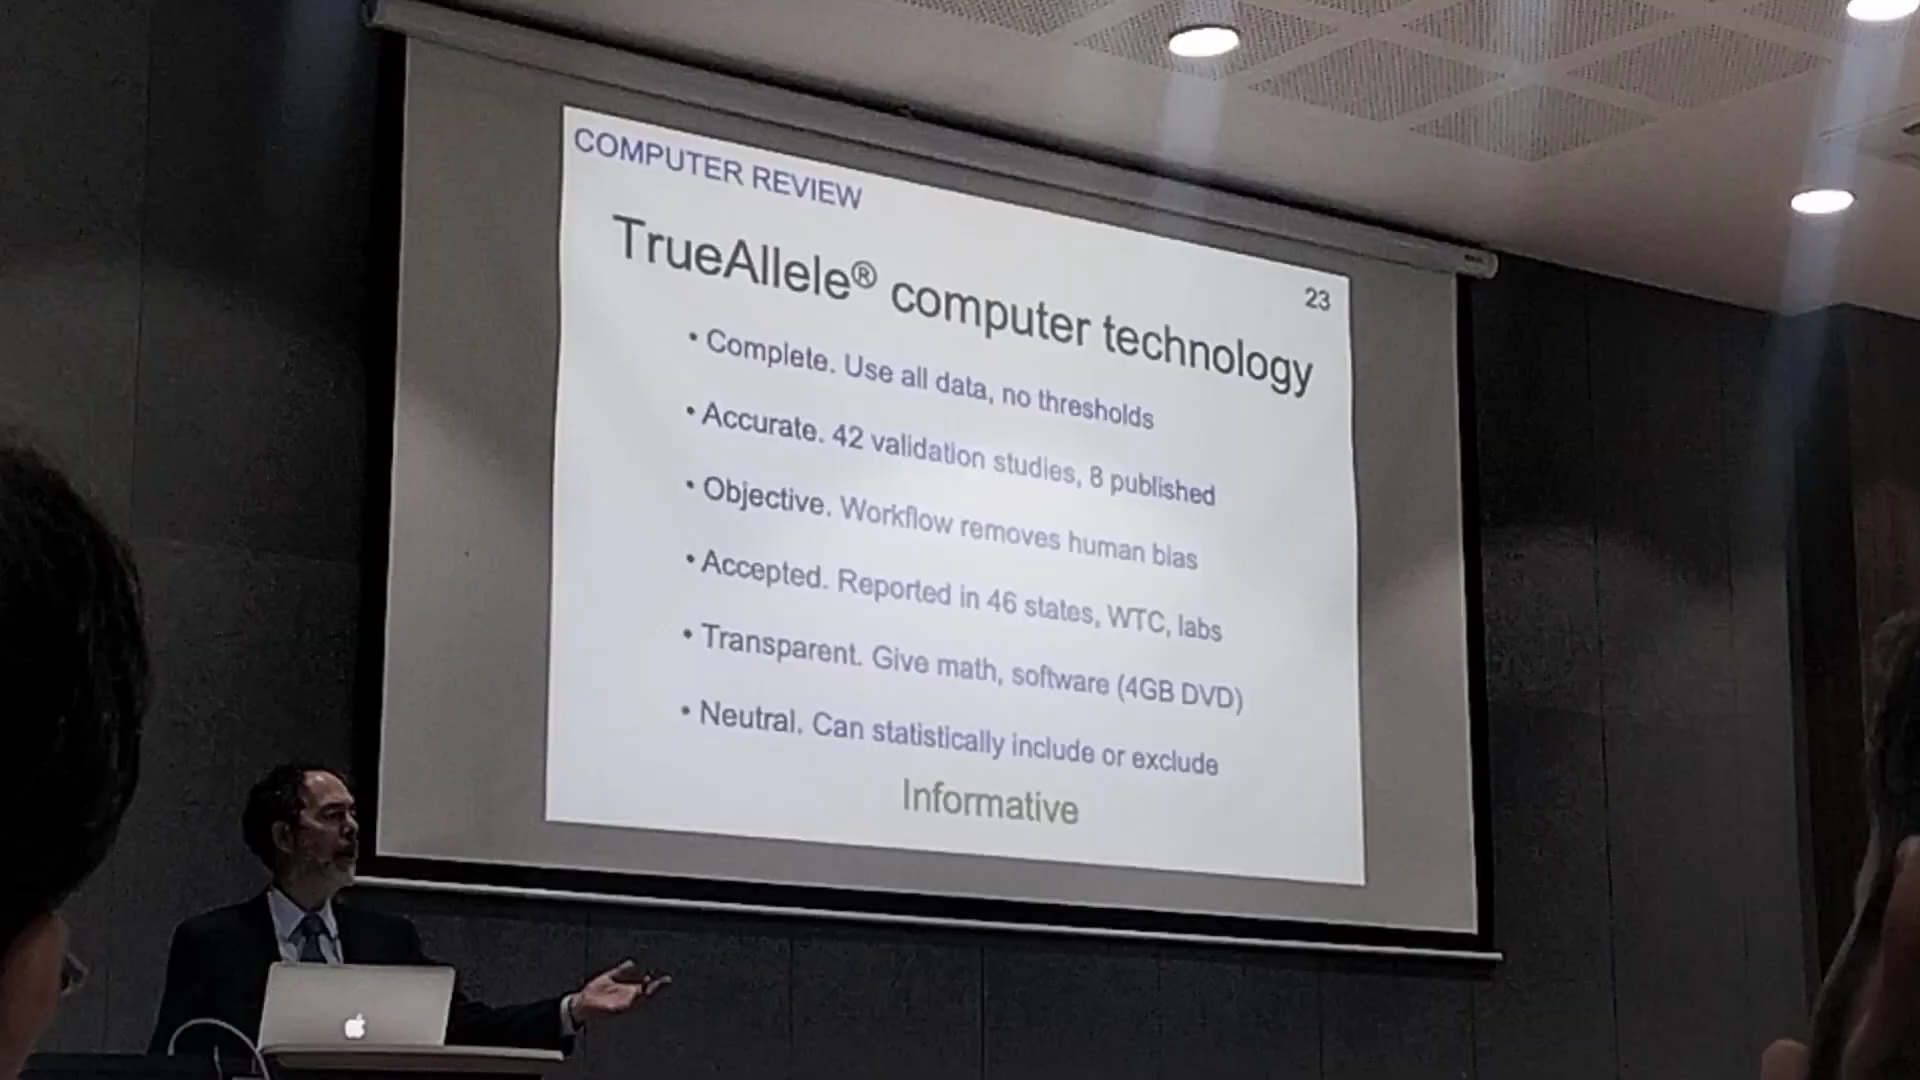 COMPUTER REVIEW
23
TrueAllele® computer technology
• Complete. Use all data, no thresholds
• Accurate. 42 validation studies, 8 published
• Objective. Workflow removes human bias
• Accepted. Reported in 46 states, WTC, labs
• Transparent. Give math, software (4GB DVD)
• Neutral. Can statistically include or exclude
Informative